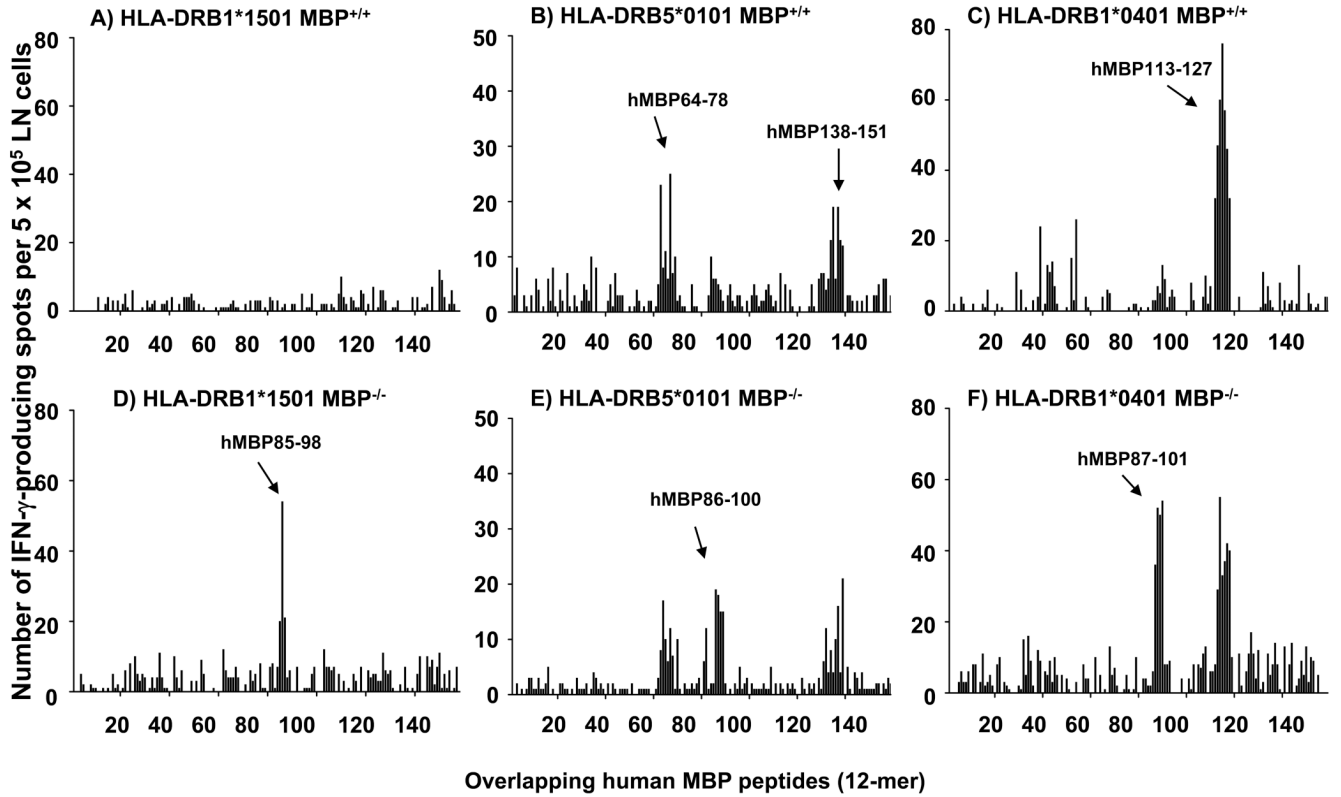 A) HLA-DRB1*1501 MBP+/+
B) HLA-DRB5*0101 MBP+/+
C) HLA-DRB1*0401 MBP+/+
Number of IFN-γ-producing spots per 5 x 10⁵ LN cells
80
60
40
20
0
20 40 60 80 100 120 140
50
40
30
20
10
0
hMBP64-78
hMBP138-151
20 40 60 80 100 120 140
80
60
40
20
0
hMBP113-127
20 40 60 80 100 120 140
D) HLA-DRB1*1501 MBP-/-
E) HLA-DRB5*0101 MBP-/-
F) HLA-DRB1*0401 MBP-/-
80
60
40
20
0
hMBP85-98
20 40 60 80 100 120 140
50
40
30
20
10
0
hMBP86-100
20 40 60 80 100 120 140
80
60
40
20
0
hMBP87-101
20 40 60 80 100 120 140
Overlapping human MBP peptides (12-mer)